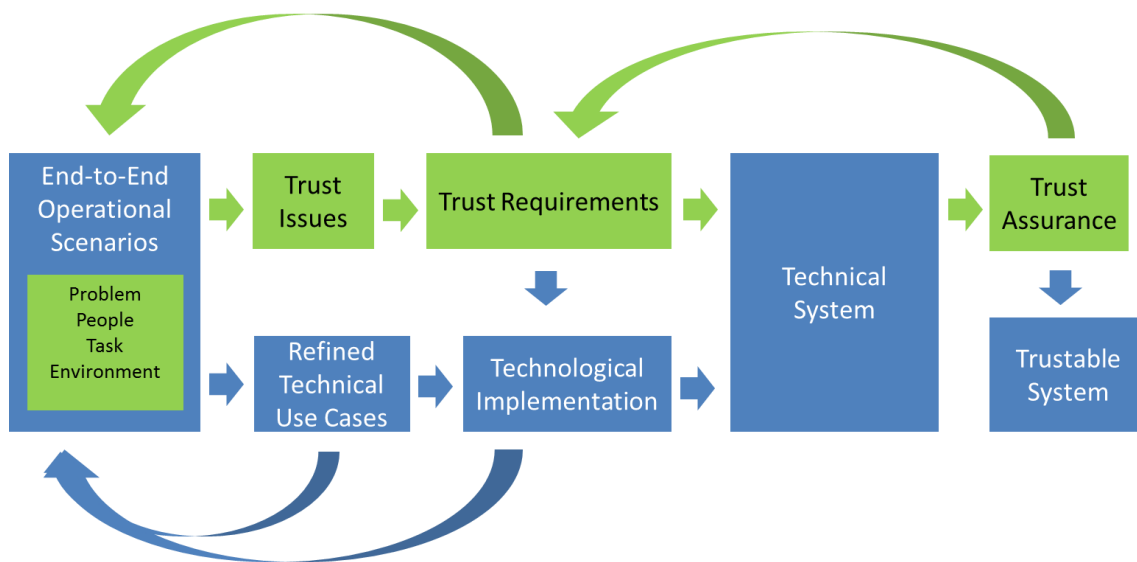 End-to-End
Operational
Scenarios
Problem
People
Task
Environment
Trust
Issues
Trust Requirements
Refined
Technical
Use Cases
Technological
Implementation
Technical
System
Trust
Assurance
Trustable
System